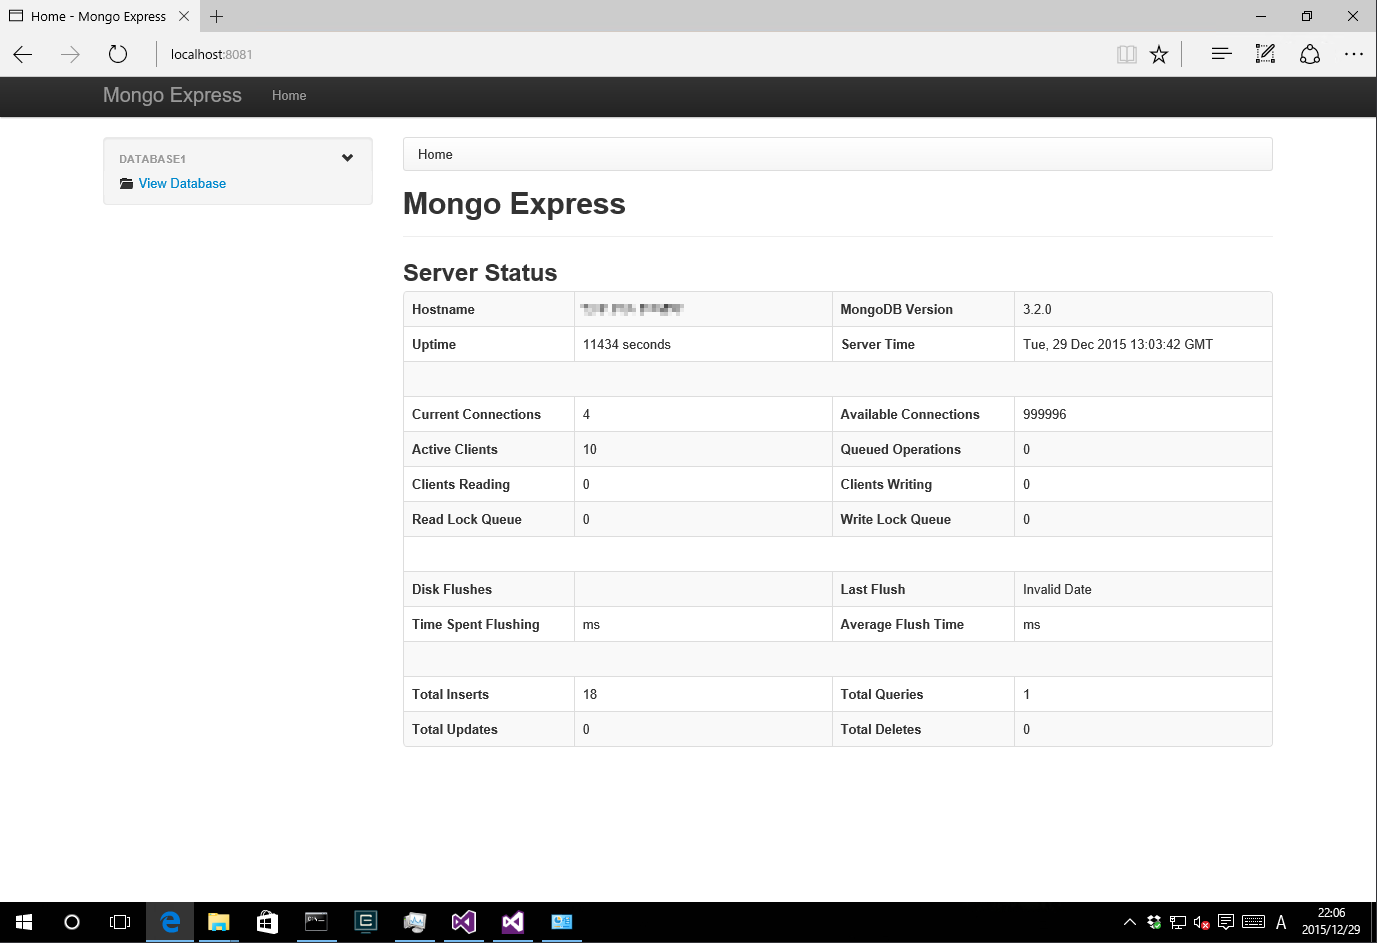 Home - Mongo Express
localhost:8081
Mongo Express Home
DATABASE1
View Database
Home
Mongo Express
Server Status
Hostname MongoDB Version 3.2.0
Uptime 11434 seconds Server Time Tue, 29 Dec 2015 13:03:42 GMT
Current Connections 4 Available Connections 999996
Active Clients 10 Queued Operations 0
Clients Reading 0 Clients Writing 0
Read Lock Queue 0 Write Lock Queue 0
Disk Flushes Last Flush Invalid Date
Time Spent Flushing ms Average Flush Time ms
Total Inserts 18 Total Queries 1
Total Updates 0 Total Deletes 0
A
22:06
2015/12/29